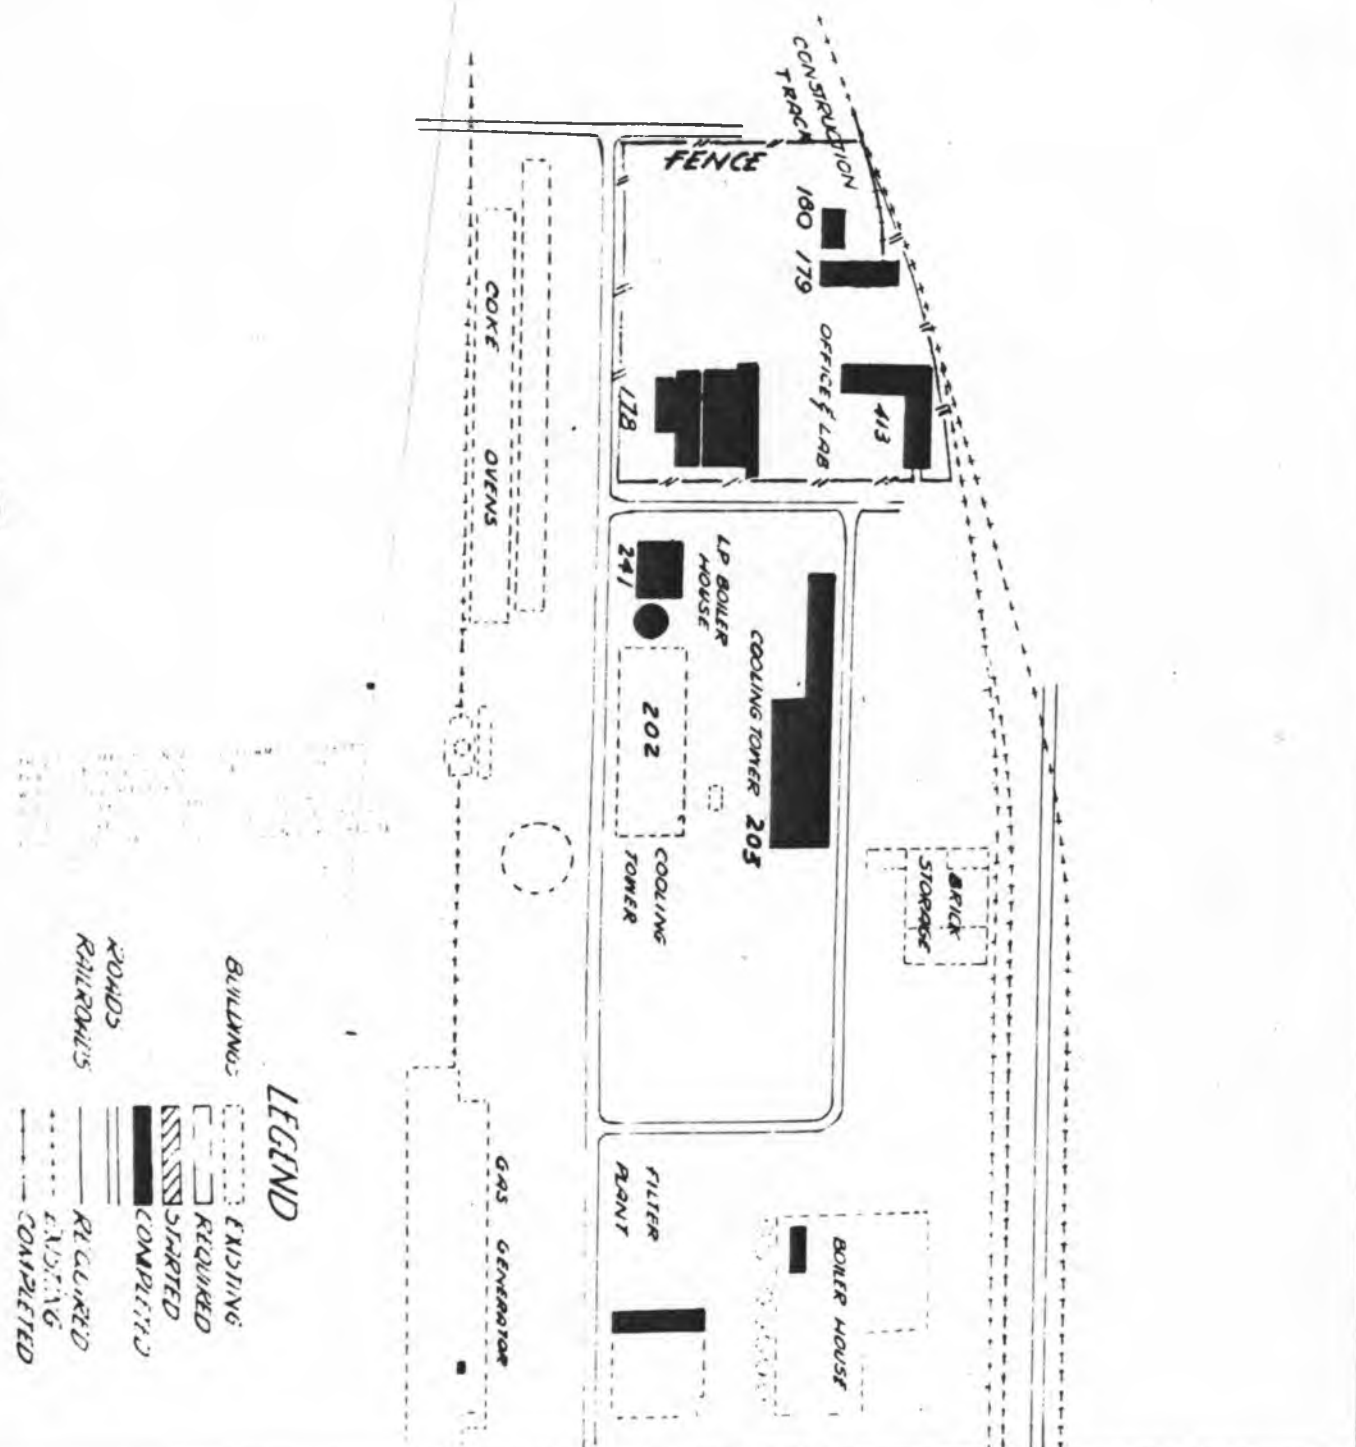 CONSTRUCTION
TRACK
FENCE
180
179
OFFICE & LAB
413
178
COKE OVENS
LP BOILER
HOUSE
241
COOLING TOWER 203
202
COOLING
TOWER
BRICK
STORAGE
FILTER
PLANT
BOILER HOUSE
GAS GENERATOR
LEGEND
BUILDINGS
EXISTING
REQUIRED
STARTED
COMPLETED
ROADS
RAILROADS
REQUIRED
EXISTING
COMPLETED